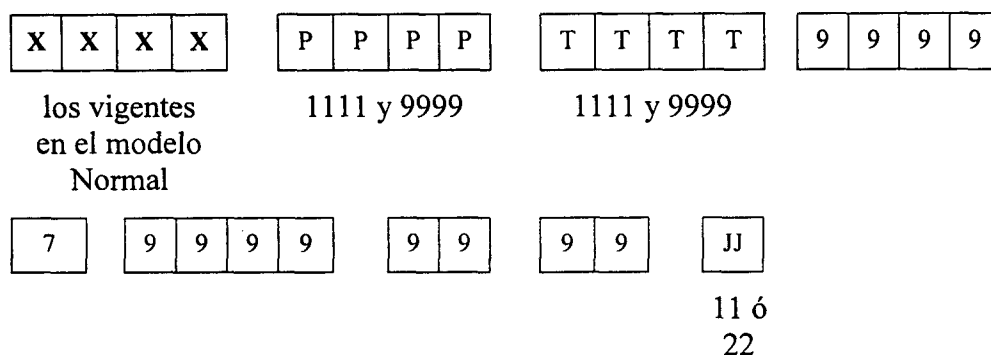 X X X X P P P P T T T T 9 9 9 9
los vigentes 1111 y 9999 1111 y 9999
en el modelo
Normal
7 9 9 9 9 9 9 9 9 JJ
11 ó
22